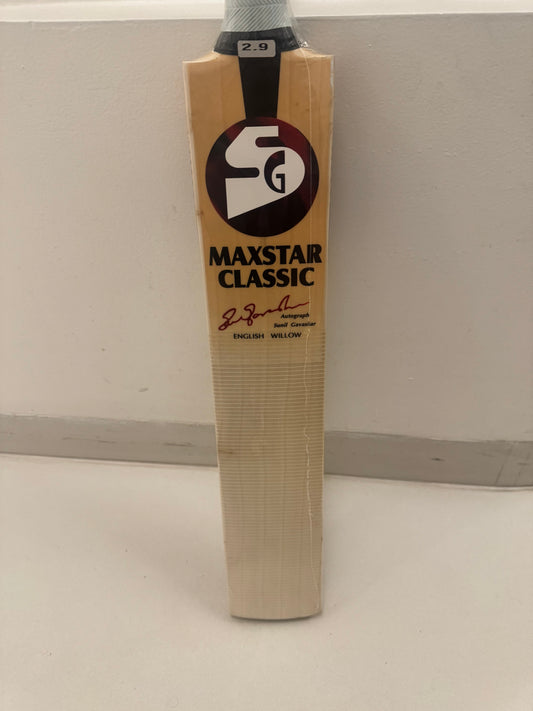 2.9
SG
MAXSTAR
CLASSIC
Autograph
Sunil Gavaskar
ENGLISH WILLOW